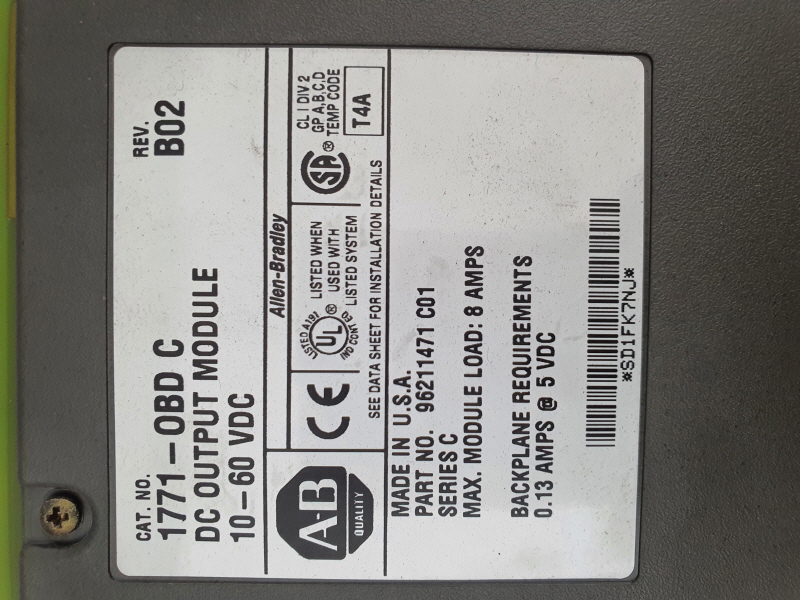 CAT. NO.
REV.
1771-OBD C
B02
DC OUTPUT MODULE
10-60 VDC
Allen-Bradley
AB
QUALITY
CE
LISTED A197
UL ®
IND CONT EQ
LISTED WHEN
USED WITH
LISTED SYSTEM
SA ®
CL I DIV 2
GP A,B,C,D
TEMP CODE
T4A
SEE DATA SHEET FOR INSTALLATION DETAILS
MADE IN U.S.A.
PART NO. 96211471 C01
SERIES C
MAX. MODULE LOAD: 8 AMPS
BACKPLANE REQUIREMENTS
0.13 AMPS @ 5 VDC
*SD1FK7NJ*